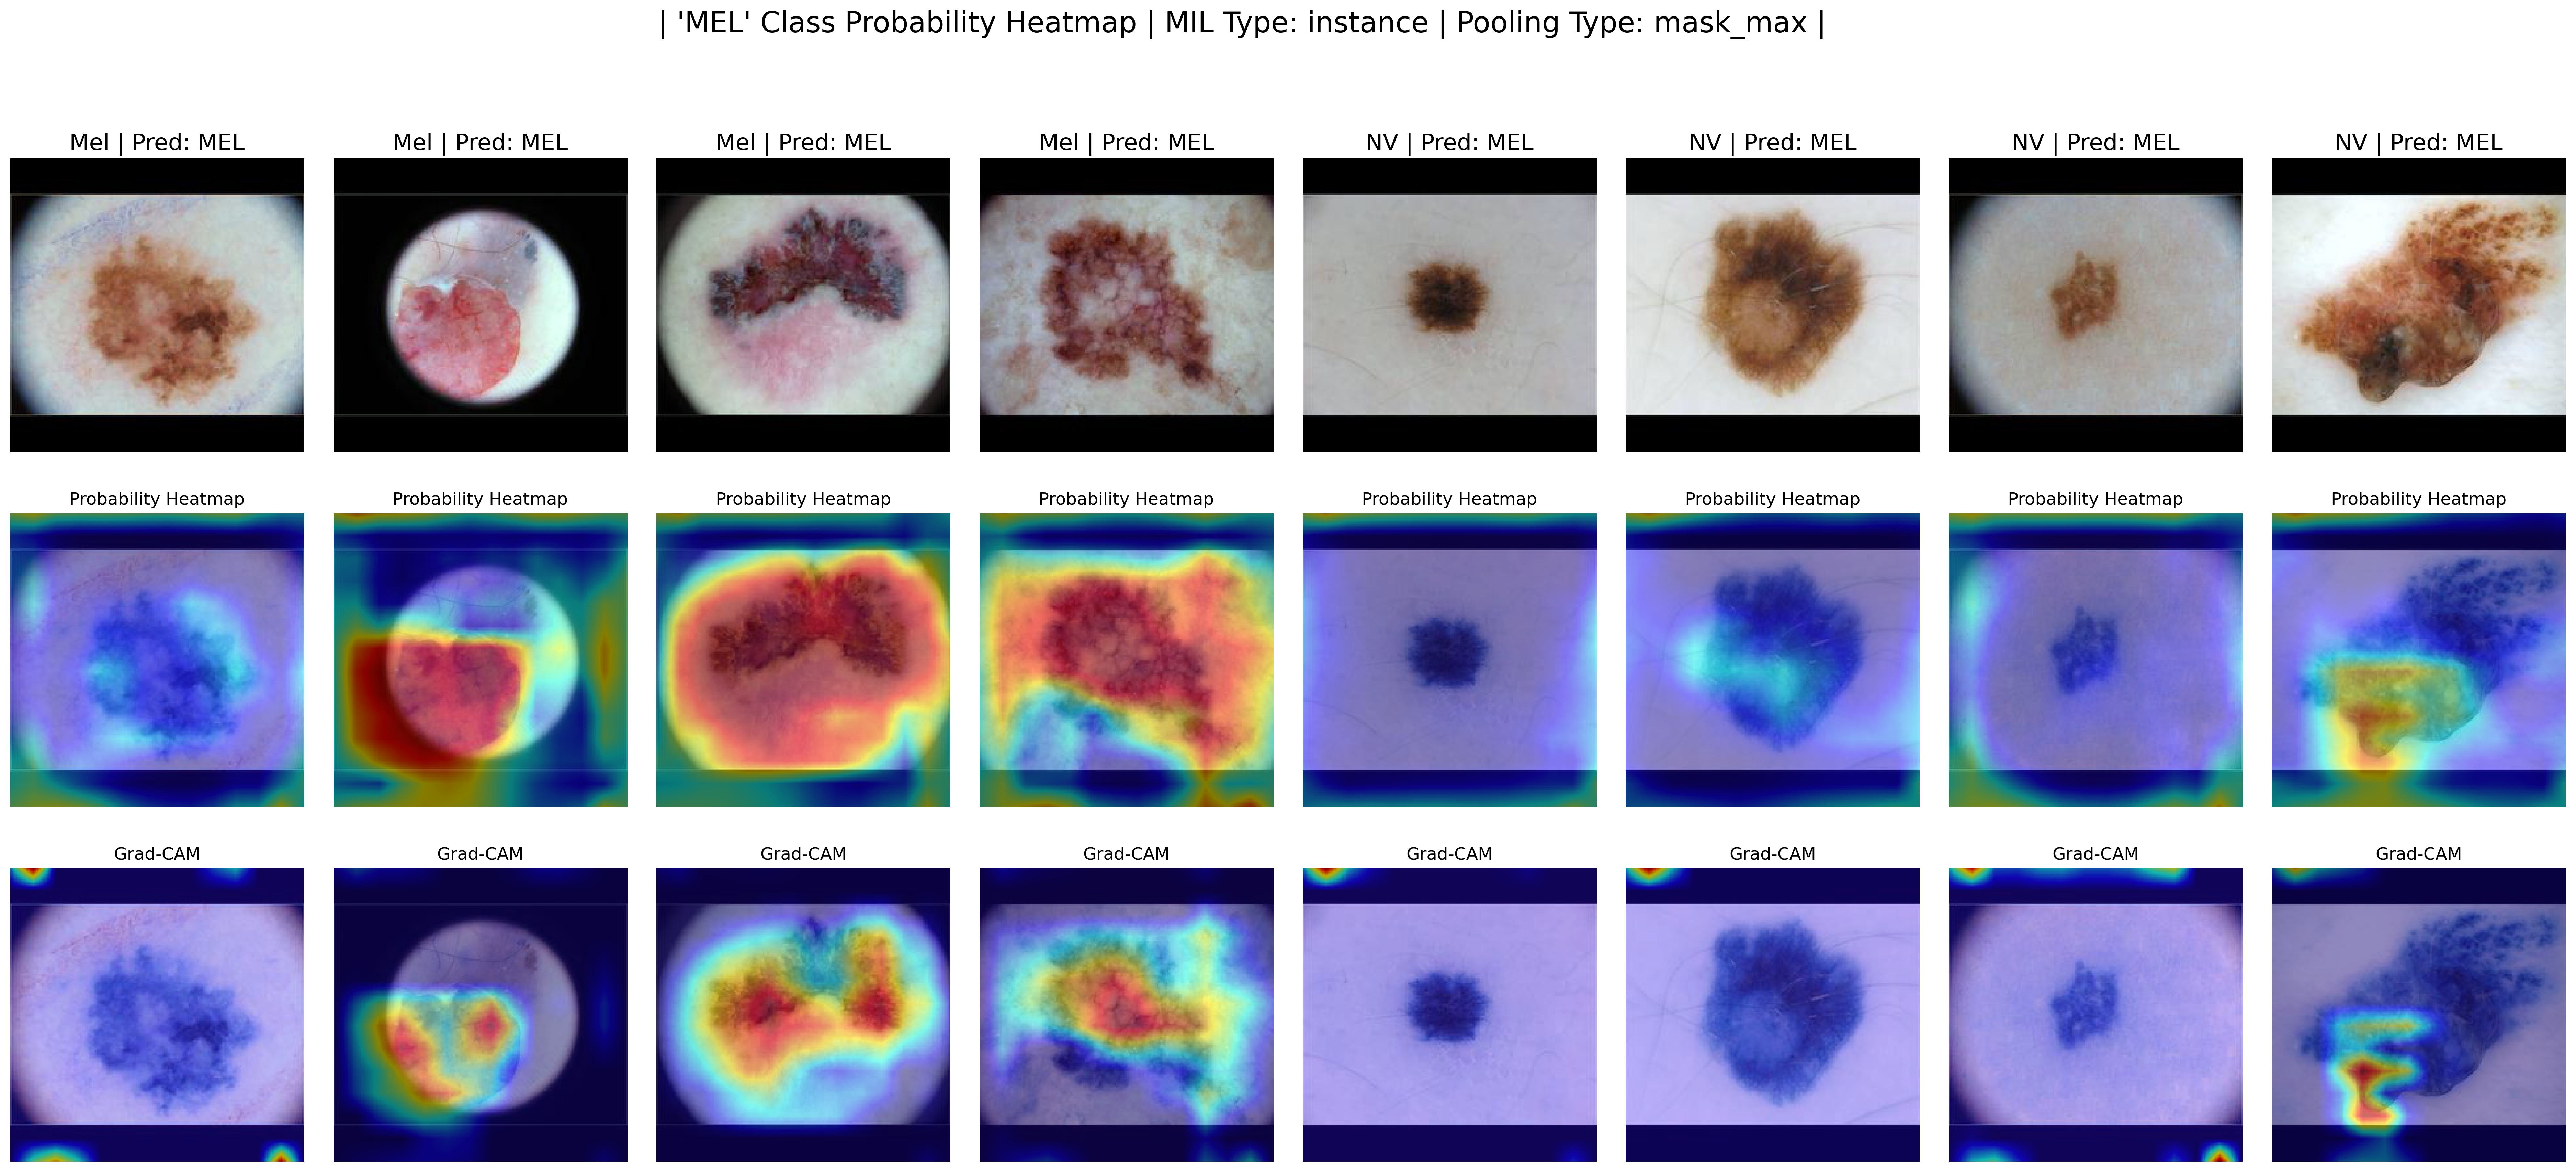 | 'MEL' Class Probability Heatmap | MIL Type: instance | Pooling Type: mask_max |
Mel | Pred: MEL
Mel | Pred: MEL
Mel | Pred: MEL
Mel | Pred: MEL
NV | Pred: MEL
NV | Pred: MEL
NV | Pred: MEL
NV | Pred: MEL
Probability Heatmap
Probability Heatmap
Probability Heatmap
Probability Heatmap
Probability Heatmap
Probability Heatmap
Probability Heatmap
Probability Heatmap
Grad-CAM
Grad-CAM
Grad-CAM
Grad-CAM
Grad-CAM
Grad-CAM
Grad-CAM
Grad-CAM